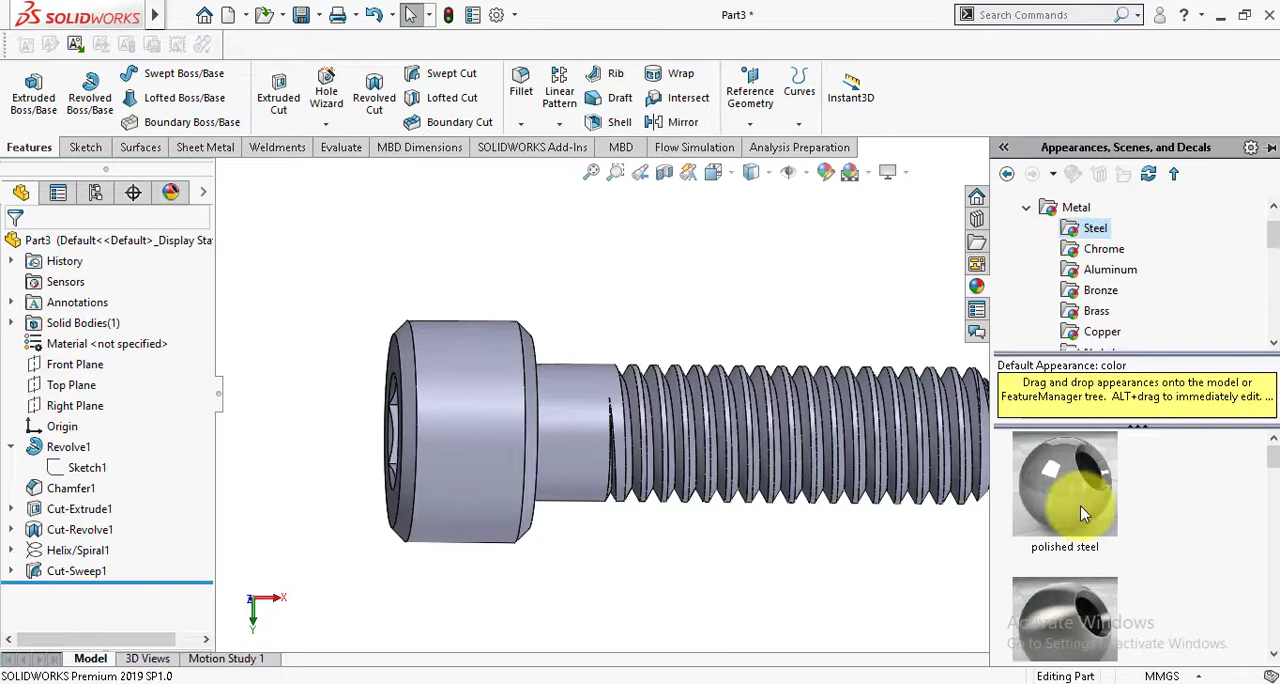 SOLIDWORKS
Part3 *
Search Commands
?
Extruded Boss/Base
Revolved Boss/Base
Swept Boss/Base
Lofted Boss/Base
Boundary Boss/Base
Extruded Cut
Hole Wizard
Revolved Cut
Swept Cut
Lofted Cut
Boundary Cut
Fillet
Linear Pattern
Rib
Draft
Shell
Wrap
Intersect
Mirror
Reference Geometry
Curves
Instant3D
Features
Sketch
Surfaces
Sheet Metal
Weldments
Evaluate
MBD Dimensions
SOLIDWORKS Add-Ins
MBD
Flow Simulation
Analysis Preparation
Part3 (Default<<Default>_Display Sta
History
Sensors
Annotations
Solid Bodies(1)
Material <not specified>
Front Plane
Top Plane
Right Plane
Origin
Revolve1
Sketch1
Chamfer1
Cut-Extrude1
Cut-Revolve1
Helix/Spiral1
Cut-Sweep1
Z
X
Y
Appearances, Scenes, and Decals
Metal
Steel
Chrome
Aluminum
Bronze
Brass
Copper
Default Appearance: color
Drag and drop appearances onto the model or
FeatureManager tree. ALT+drag to immediately edit. ...
polished steel
Activate Windows
Go to Settings to activate Windows.
Model
3D Views
Motion Study 1
SOLIDWORKS Premium 2019 SP1.0
Editing Part
MMGS